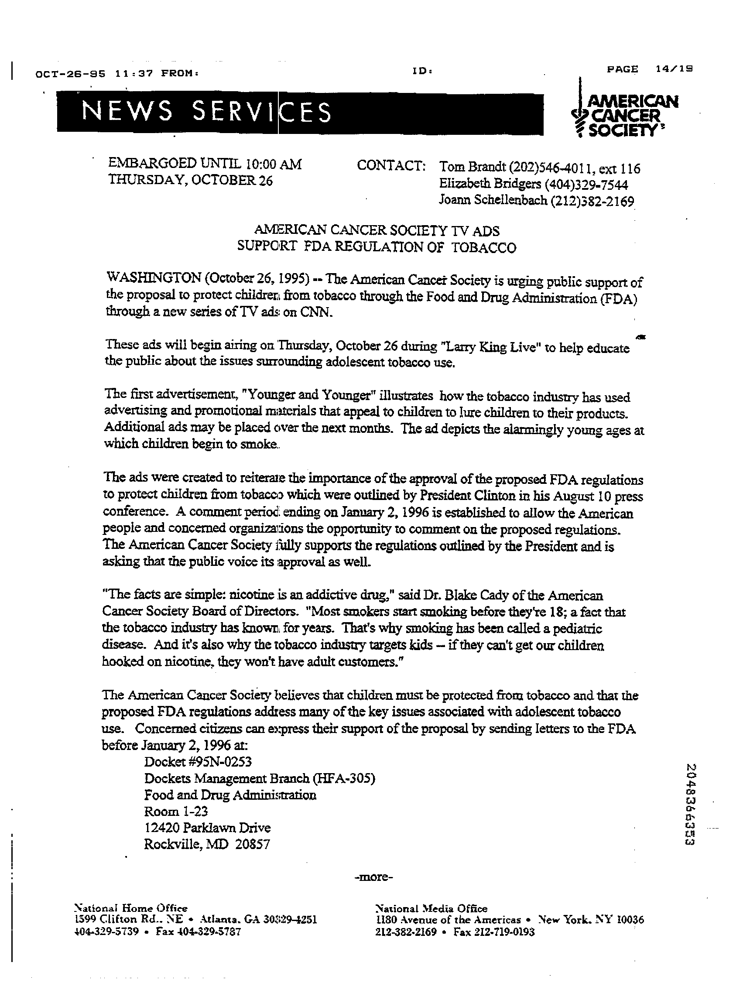 OCT-26-95 11:37 FROM: ID: PAGE 14/19
NEWS SERVICES
AMERICAN
CANCER
SOCIETY®
EMBARGOED UNTIL 10:00 AM
THURSDAY, OCTOBER 26
CONTACT: Tom Brandt (202)546-4011, ext 116
Elizabeth Bridgers (404)329-7544
Joann Schellenbach (212)382-2169
AMERICAN CANCER SOCIETY TV ADS
SUPPORT FDA REGULATION OF TOBACCO
WASHINGTON (October 26, 1995) -- The American Cancer Society is urging public support of
the proposal to protect children from tobacco through the Food and Drug Administration (FDA)
through a new series of TV ads on CNN.
These ads will begin airing on Thursday, October 26 during "Larry King Live" to help educate
the public about the issues surrounding adolescent tobacco use.
The first advertisement, "Younger and Younger" illustrates how the tobacco industry has used
advertising and promotional materials that appeal to children to lure children to their products.
Additional ads may be placed over the next months. The ad depicts the alarmingly young ages at
which children begin to smoke.
The ads were created to reiterate the importance of the approval of the proposed FDA regulations
to protect children from tobacco which were outlined by President Clinton in his August 10 press
conference. A comment period ending on January 2, 1996 is established to allow the American
people and concerned organizations the opportunity to comment on the proposed regulations.
The American Cancer Society fully supports the regulations outlined by the President and is
asking that the public voice its approval as well.
"The facts are simple: nicotine is an addictive drug," said Dr. Blake Cady of the American
Cancer Society Board of Directors. "Most smokers start smoking before they're 18; a fact that
the tobacco industry has known for years. That's why smoking has been called a pediatric
disease. And it's also why the tobacco industry targets kids -- if they can't get our children
hooked on nicotine, they won't have adult customers."
The American Cancer Society believes that children must be protected from tobacco and that the
proposed FDA regulations address many of the key issues associated with adolescent tobacco
use. Concerned citizens can express their support of the proposal by sending letters to the FDA
before January 2, 1996 at:
Docket #95N-0253
Dockets Management Branch (HFA-305)
Food and Drug Administration
Room 1-23
12420 Parklawn Drive
Rockville, MD 20857
2048366353
-more-
National Home Office
1599 Clifton Rd., NE • Atlanta, GA 30329-4251
404-329-5739 • Fax 404-329-5787
National Media Office
1180 Avenue of the Americas • New York, NY 10036
212-382-2169 • Fax 212-719-0193